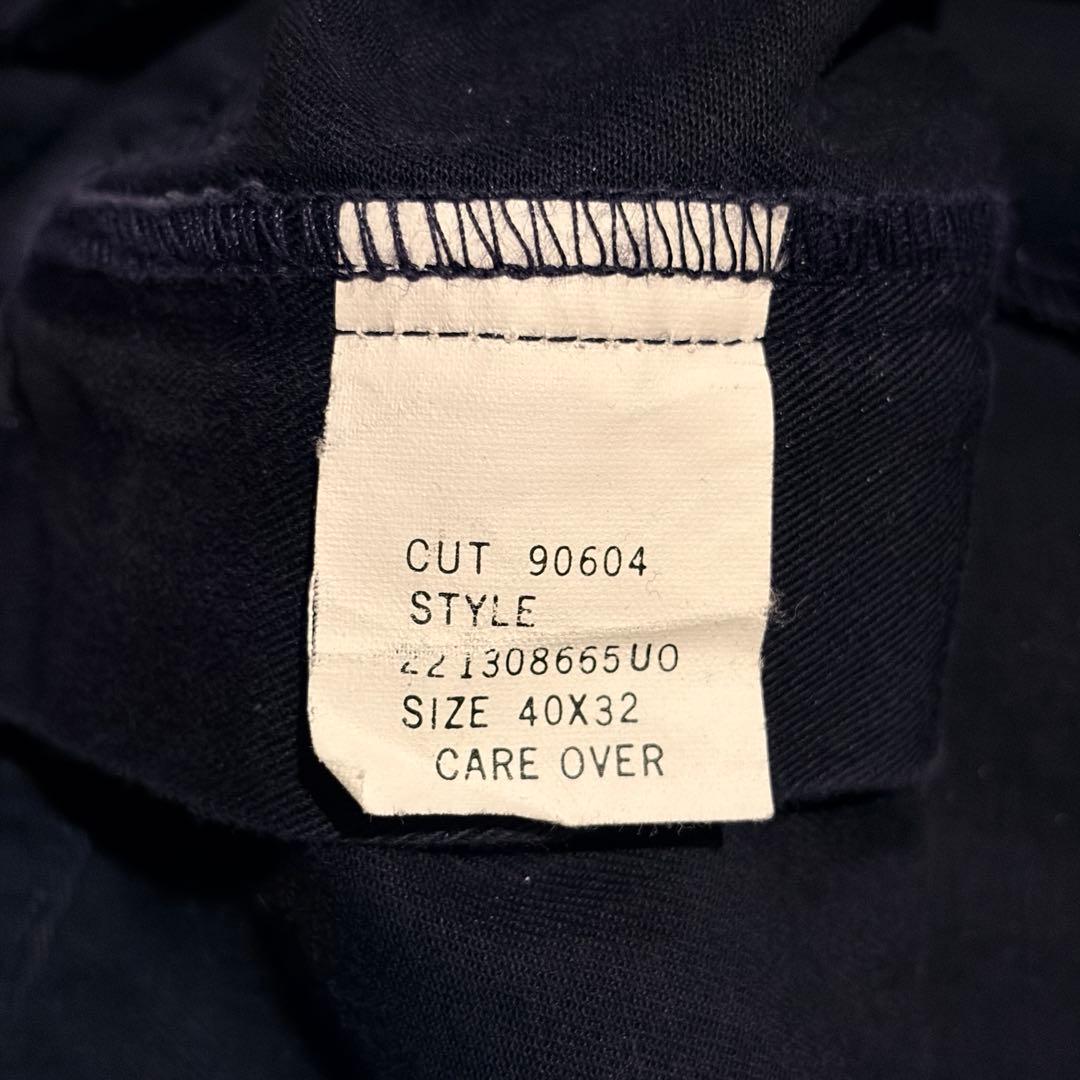 CUT 90604
STYLE
221308665U0
SIZE 40X32
CARE OVER